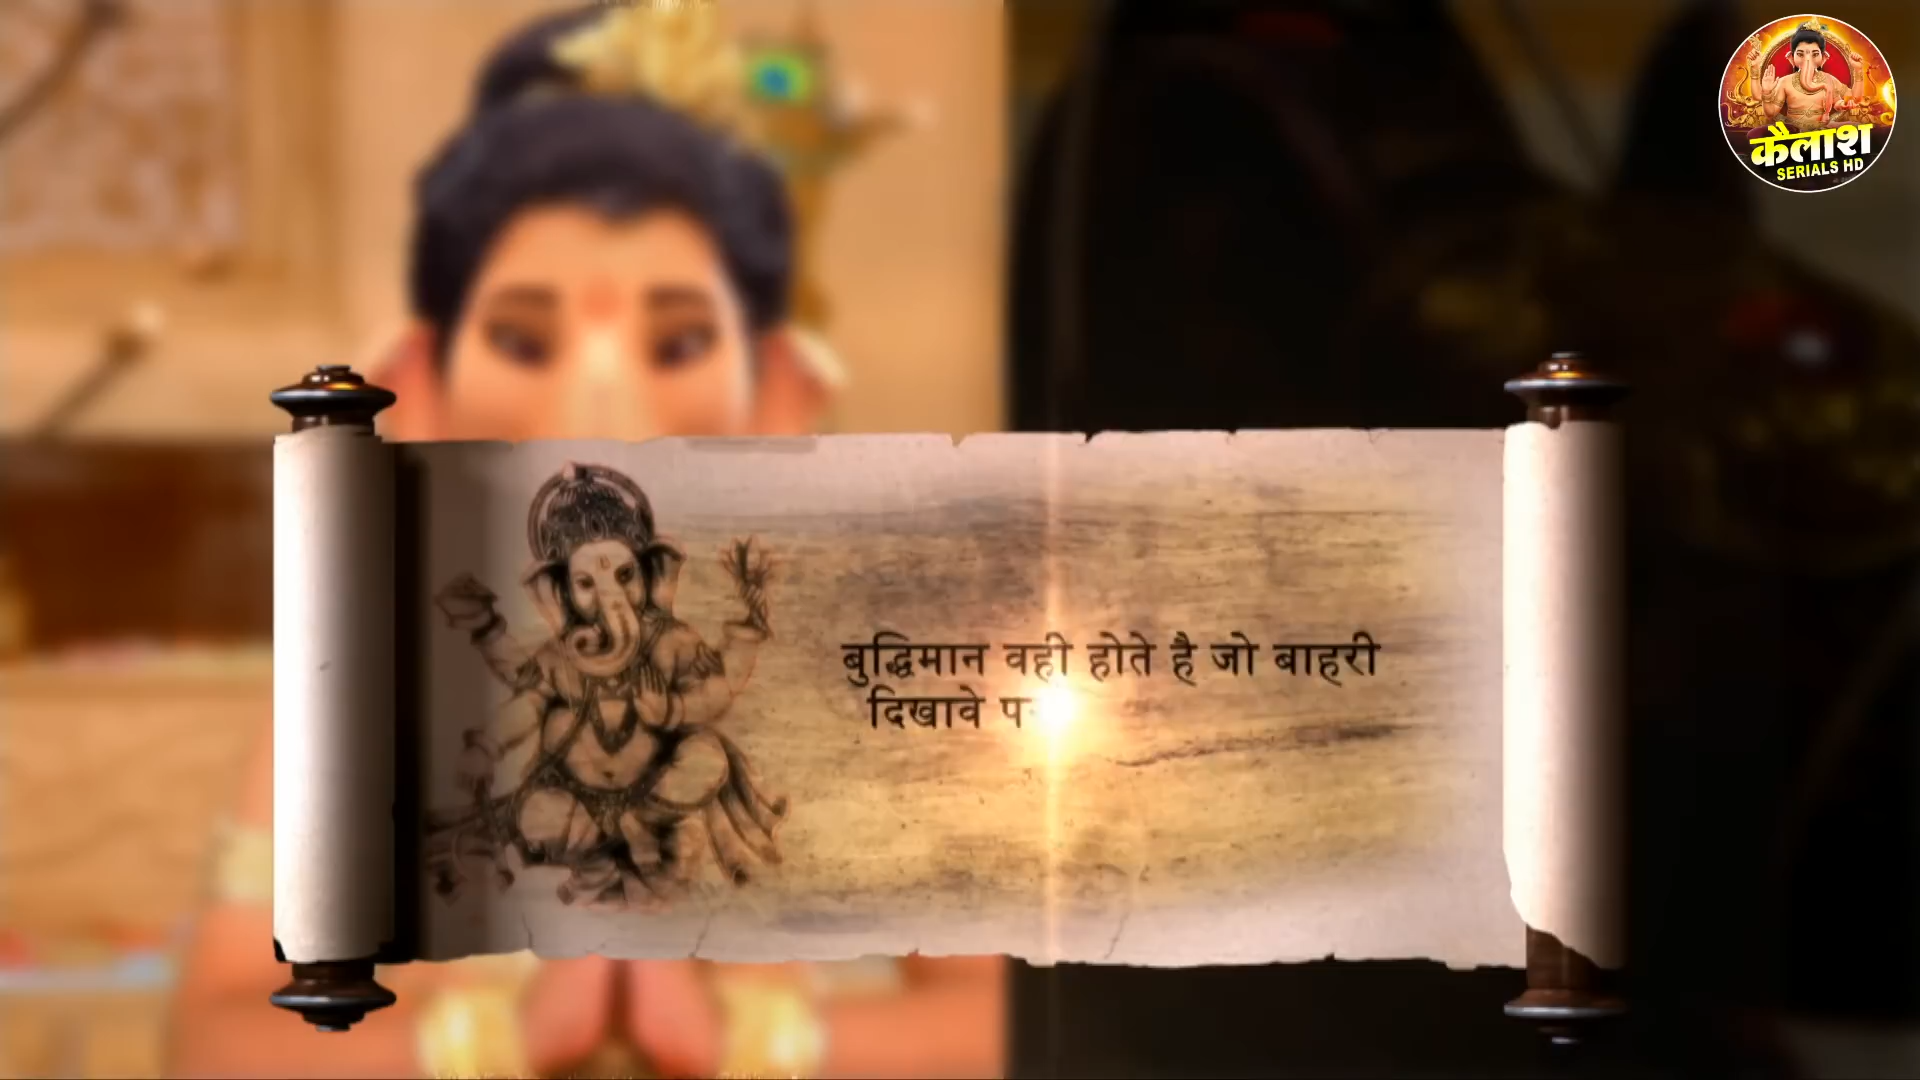 कैलाश
SERIALS HD
बुद्धिमान वही होते है जो बाहरी
दिखावे